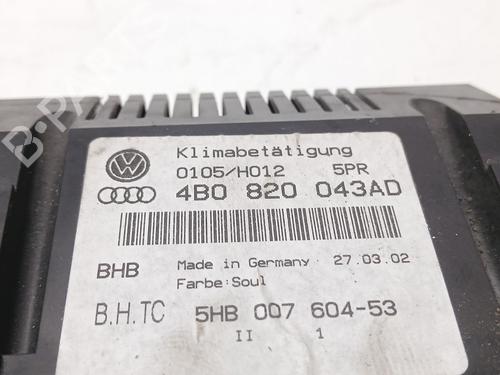 Klimabetätigung
0105/H012 5PR
4B0 820 043AD
BHB Made in Germany 27.03.02
Farbe:Soul
B.H.TC 5HB 007 604-53
II 1